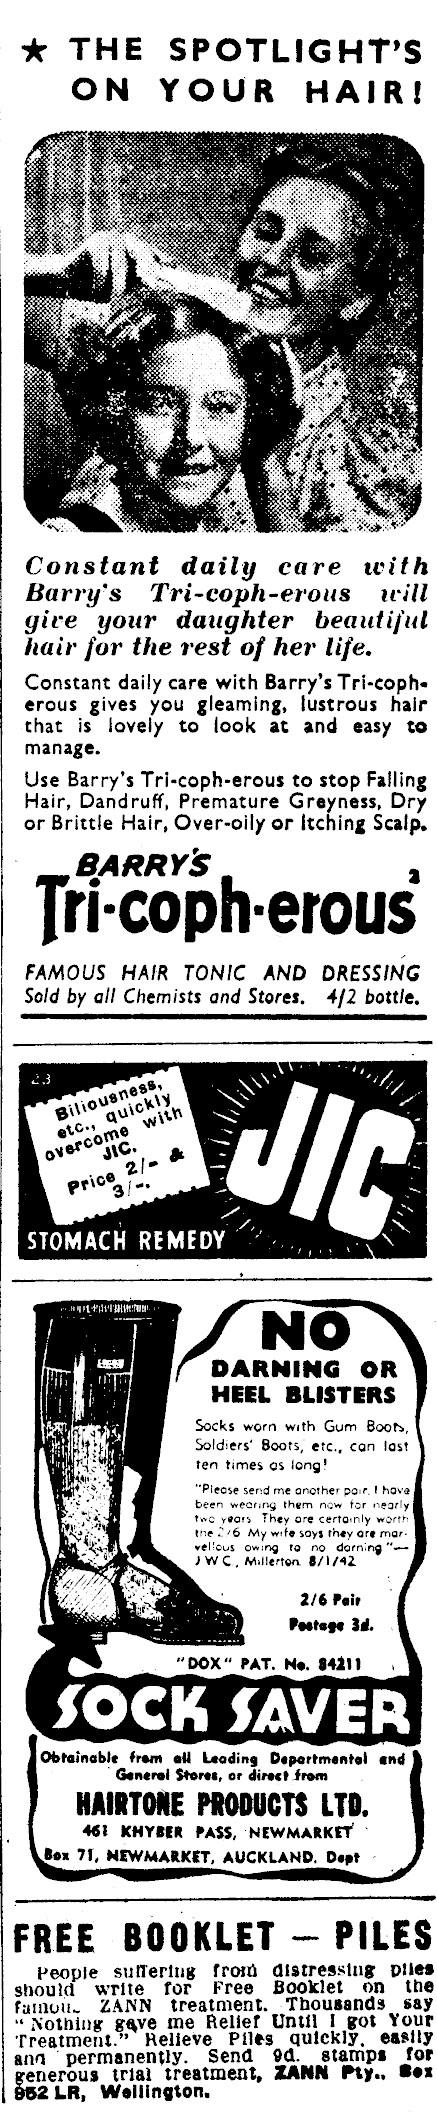 ★ THE SPOTLIGHT'S
ON YOUR HAIR!
Constant daily care with
Barry's Tri-coph-erous will
give your daughter beautiful
hair for the rest of her life.
Constant daily care with Barry's Tri-coph-
erous gives you gleaming, lustrous hair
that is lovely to look at and easy to
manage.
Use Barry's Tri-coph-erous to stop Falling
Hair, Dandruff, Premature Greyness, Dry
or Brittle Hair, Over-oily or Itching Scalp.
BARRY'S
Tri-coph-erous
2
FAMOUS HAIR TONIC AND DRESSING
Sold by all Chemists and Stores. 4/2 bottle.
2.3
Biliousness,
etc., quickly
overcome with
JIC.
Price 2/- &
3/-.
JIC
STOMACH REMEDY
NO
DARNING OR
HEEL BLISTERS
Socks worn with Gum Boots,
Soldiers' Boots, etc., can last
ten times as long!
"Please send me another pair. I have
been wearing them now for nearly
two years. They are certainly worth
the 2/6. My wife says they are mar-
vellous owing to no darning"—
J W C, Millerton. 8/1/42
2/6 Pair
Postage 3d.
"DOX" PAT. No. 84211
SOCK SAVER
Obtainable from all Leading Departmental and
General Stores, or direct from
HAIRTONE PRODUCTS LTD.
461 KHYBER PASS, NEWMARKET
Box 71, NEWMARKET, AUCKLAND. Dept
FREE BOOKLET — PILES
People suffering from distressing piles
should write for Free Booklet on the
famous ZANN treatment. Thousands say
"Nothing gave me Relief Until I got Your
Treatment." Relieve Piles quickly, easily
and permanently. Send 9d. stamps for
generous trial treatment, ZANN Pty., Box
952 LR, Wellington.